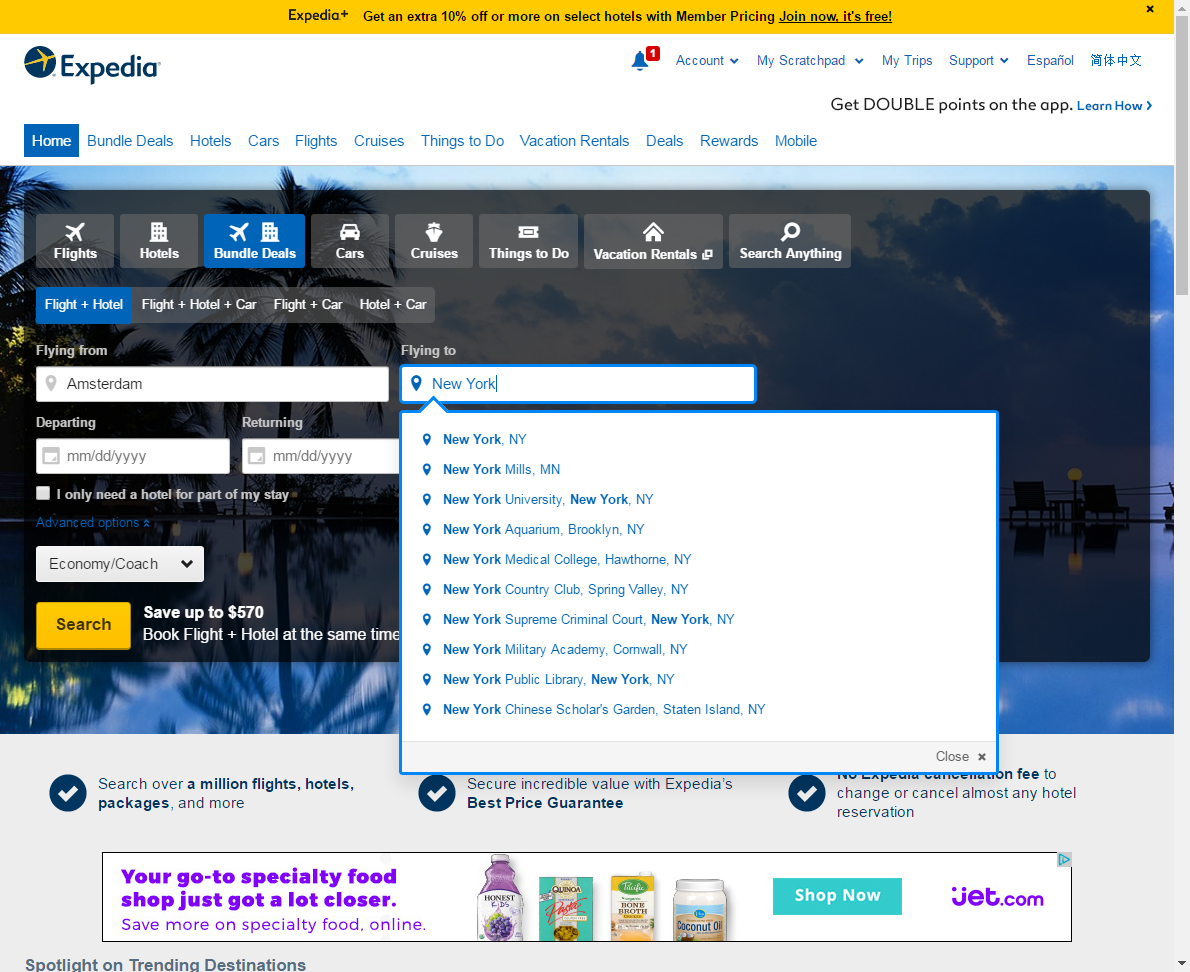 Expedia+ Get an extra 10% off or more on select hotels with Member Pricing Join now, it's free!
Expedia
1 Account My Scratchpad My Trips Support Español 简体中文
Get DOUBLE points on the app. Learn How
Home Bundle Deals Hotels Cars Flights Cruises Things to Do Vacation Rentals Deals Rewards Mobile
Flights Hotels Bundle Deals Cars Cruises Things to Do Vacation Rentals Search Anything
Flight + Hotel Flight + Hotel + Car Flight + Car Hotel + Car
Flying from Flying to
Amsterdam New York
Departing Returning
mm/dd/yyyy mm/dd/yyyy
I only need a hotel for part of my stay
Advanced options
Economy/Coach
Search
Save up to $570
Book Flight + Hotel at the same time
New York, NY
New York Mills, MN
New York University, New York, NY
New York Aquarium, Brooklyn, NY
New York Medical College, Hawthorne, NY
New York Country Club, Spring Valley, NY
New York Supreme Criminal Court, New York, NY
New York Military Academy, Cornwall, NY
New York Public Library, New York, NY
New York Chinese Scholar's Garden, Staten Island, NY
Close
Search over a million flights, hotels,
packages, and more
Secure incredible value with Expedia's
Best Price Guarantee
No Expedia cancellation fee to
change or cancel almost any hotel
reservation
Your go-to specialty food
shop just got a lot closer.
Save more on specialty food, online.
HONEST
KIDS
QUINOA
Pasta
Pacific
BONE
BROTH
Coconut Oil
Shop Now
jet.com
Spotlight on Trending Destinations